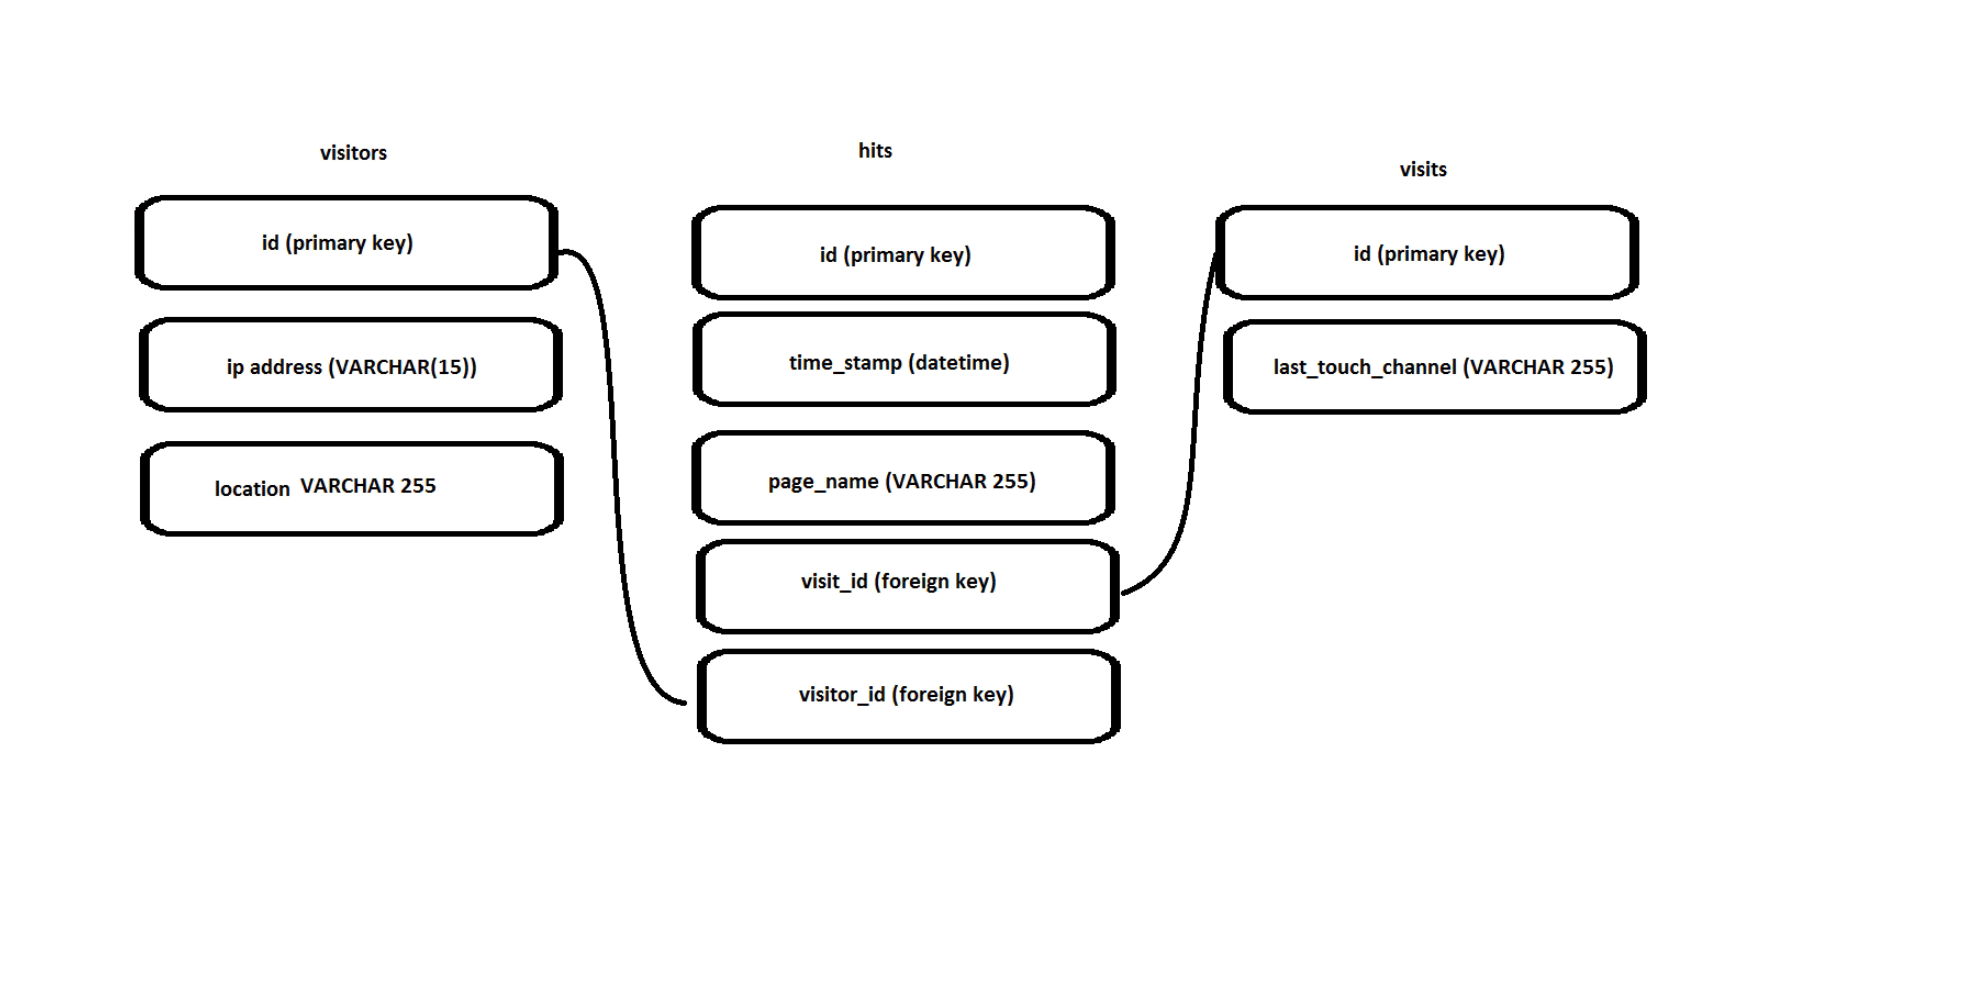 visitors
id (primary key)
ip address (VARCHAR(15))
location VARCHAR 255
hits
id (primary key)
time_stamp (datetime)
page_name (VARCHAR 255)
visit_id (foreign key)
visitor_id (foreign key)
visits
id (primary key)
last_touch_channel (VARCHAR 255)